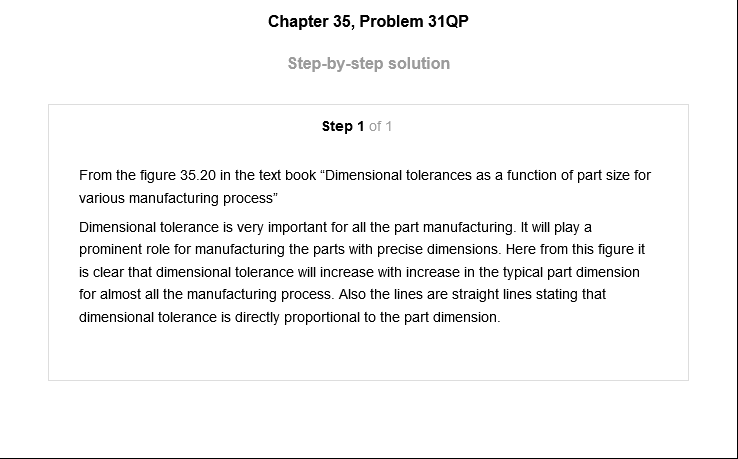 Chapter 35, Problem 31QP
Step-by-step solution
Step 1 of 1
From the figure 35.20 in the text book “Dimensional tolerances as a function of part size for
various manufacturing process”
Dimensional tolerance is very important for all the part manufacturing. It will play a
prominent role for manufacturing the parts with precise dimensions. Here from this figure it
is clear that dimensional tolerance will increase with increase in the typical part dimension
for almost all the manufacturing process. Also the lines are straight lines stating that
dimensional tolerance is directly proportional to the part dimension.